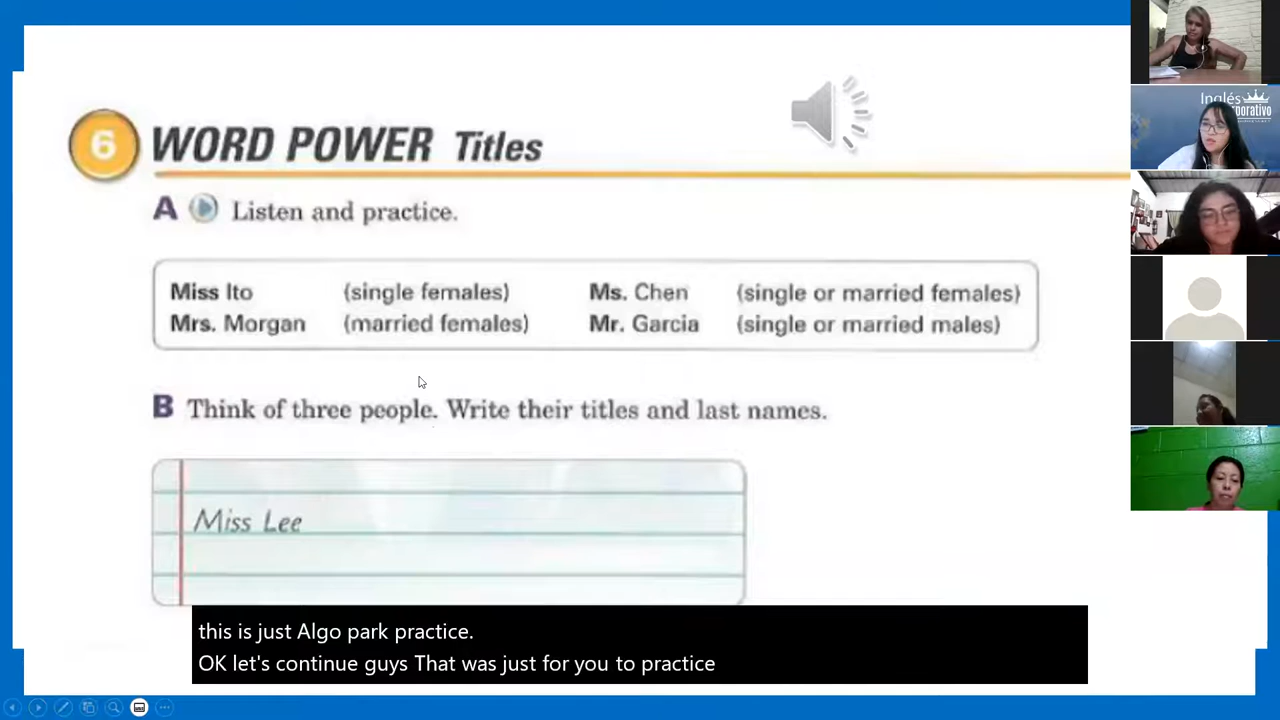 6 WORD POWER Titles
A Listen and practice.
Miss Ito (single females) Ms. Chen (single or married females)
Mrs. Morgan (married females) Mr. Garcia (single or married males)
B Think of three people. Write their titles and last names.
Miss Lee
this is just Algo park practice.
OK let's continue guys That was just for you to practice
Inglés